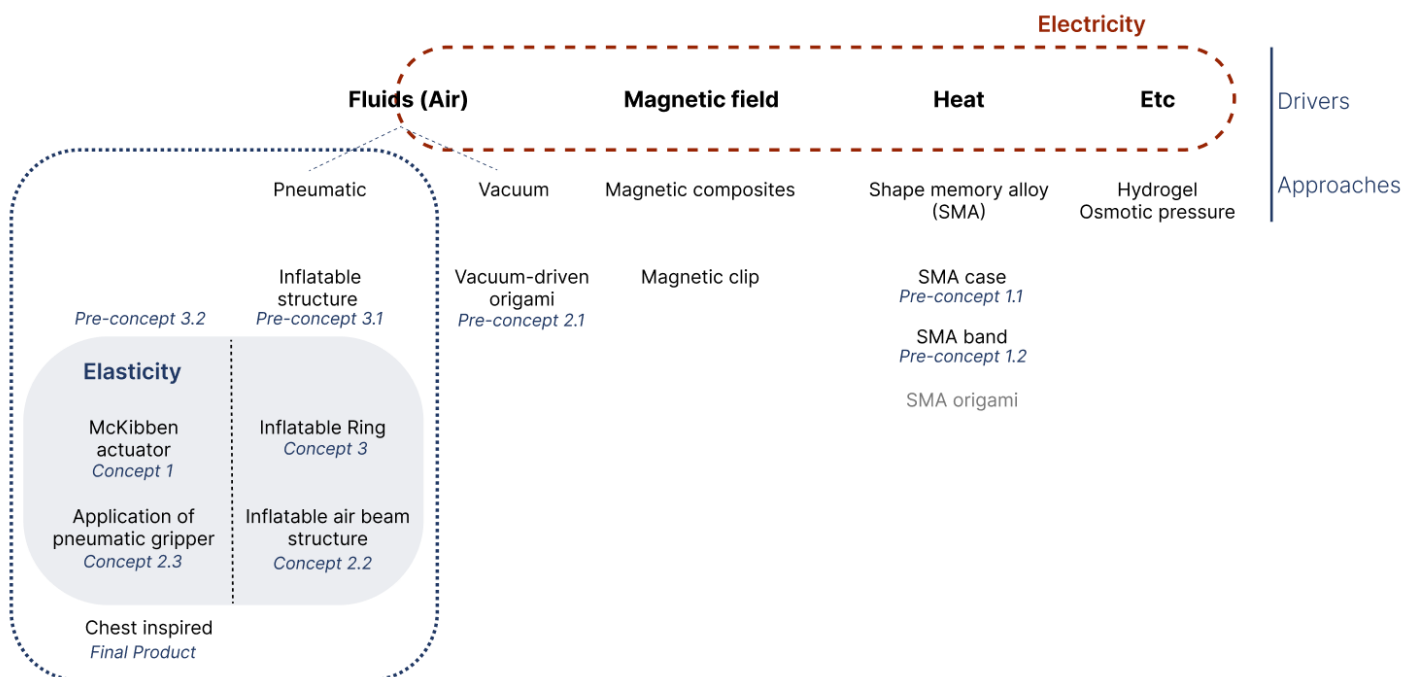 Electricity
Fluids (Air)
Magnetic field
Heat
Etc
Drivers
Pneumatic
Vacuum
Magnetic composites
Shape memory alloy
(SMA)
Hydrogel
Osmotic pressure
Approaches
Inflatable
structure
Pre-concept 3.1
Pre-concept 3.2
Vacuum-driven
origami
Pre-concept 2.1
Magnetic clip
SMA case
Pre-concept 1.1
SMA band
Pre-concept 1.2
SMA origami
Elasticity
McKibben
actuator
Concept 1
Inflatable Ring
Concept 3
Application of
pneumatic gripper
Concept 2.3
Inflatable air beam
structure
Concept 2.2
Chest inspired
Final Product